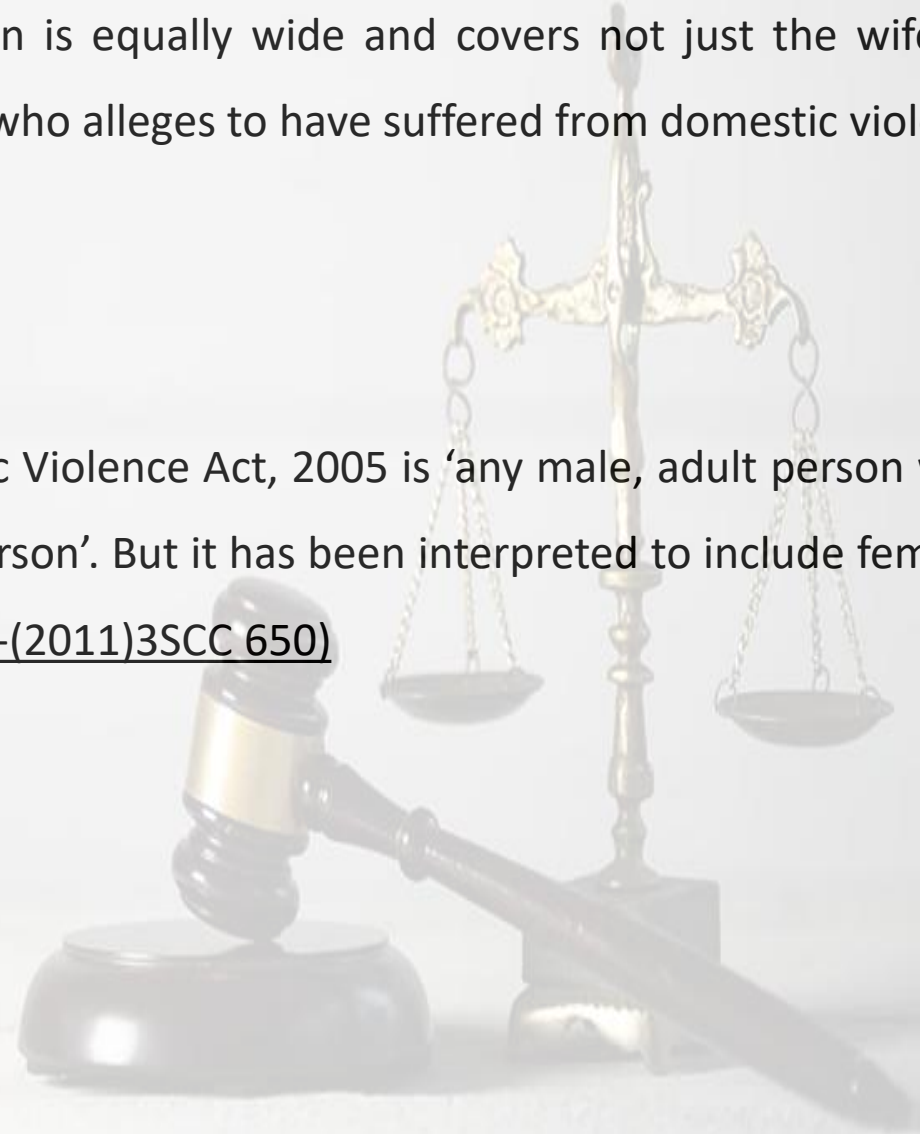 n is equally wide and covers not just the wife
who alleges to have suffered from domestic viol
c Violence Act, 2005 is ‘any male, adult person
rson’. But it has been interpreted to include fem
-(2011)3SCC 650)